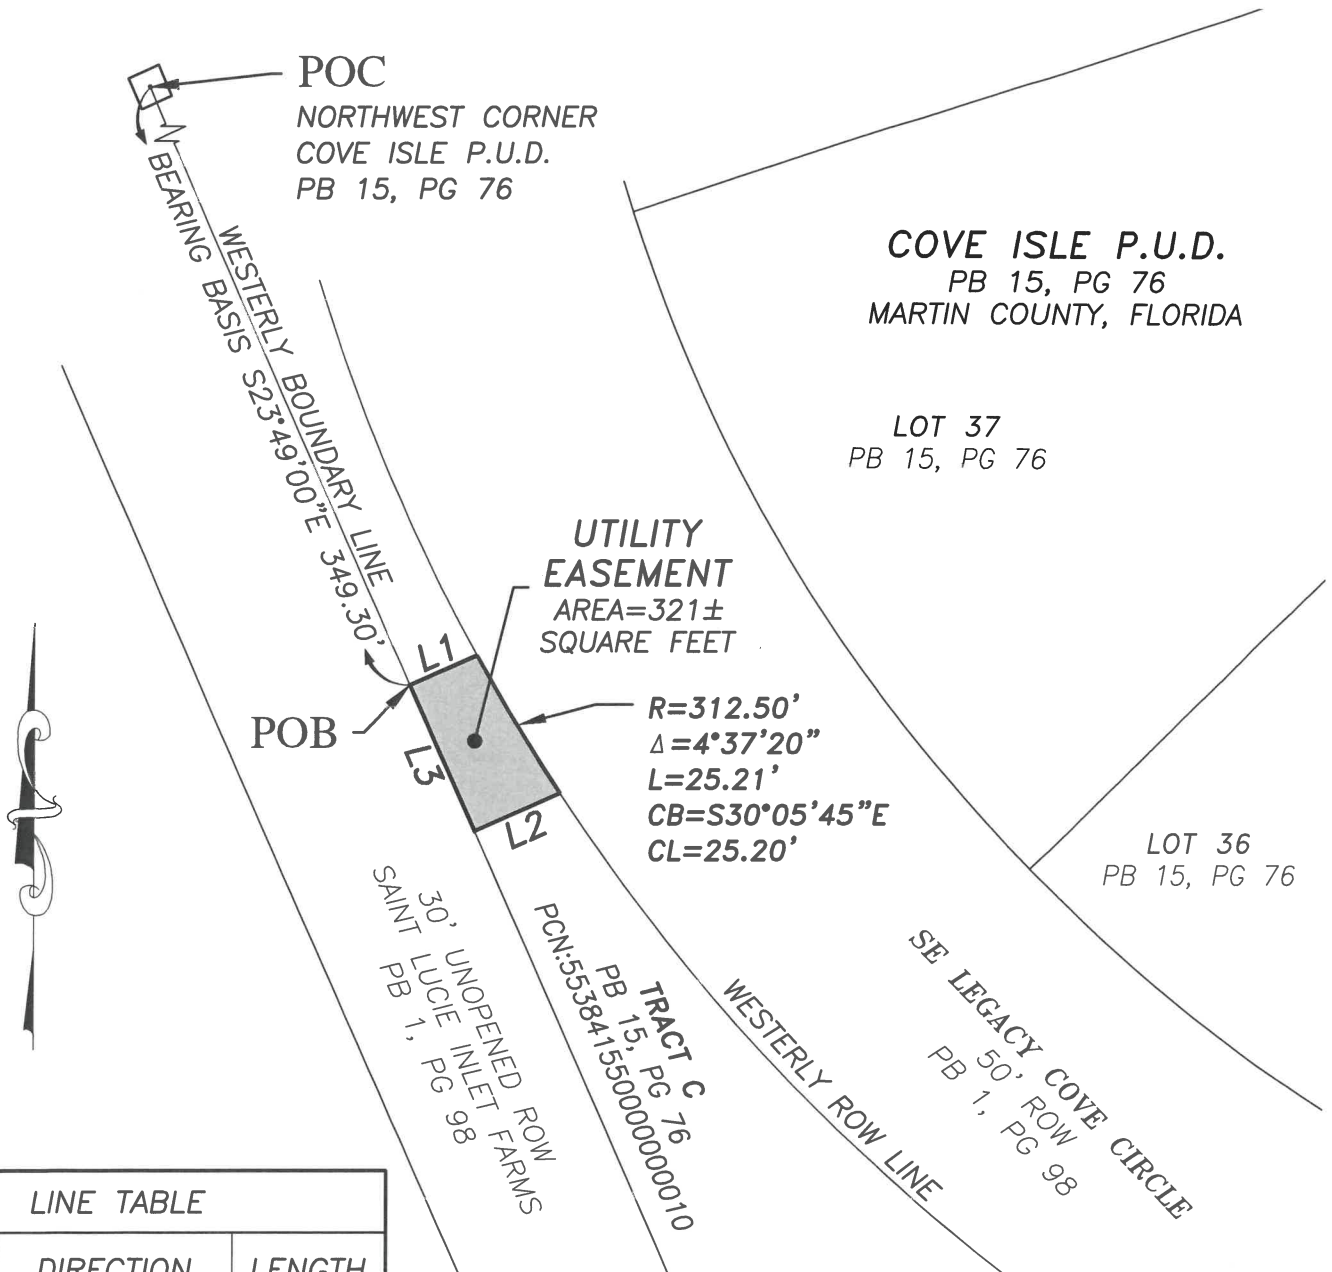 POC
NORTHWEST CORNER
COVE ISLE P.U.D.
PB 15, PG 76
COVE ISLE P.U.D.
PB 15, PG 76
MARTIN COUNTY, FLORIDA
WESTERLY BOUNDARY LINE
BEARING BASIS S23°49'00"E 349.30'
LOT 37
PB 15, PG 76
UTILITY
EASEMENT
AREA=321±
SQUARE FEET
L1
POB
L3
L2
R=312.50'
Δ=4°37'20"
L=25.21'
CB=S30°05'45"E
CL=25.20'
LOT 36
PB 15, PG 76
30' UNOPENED ROW
SAINT LUCIE INLET FARMS
PB 1, PG 98
TRACT C
PB 15, PG 76
PCN:553841550000000010
WESTERLY ROW LINE
SE LEGACY COVE CIRCLE
50' ROW
PB 1, PG 98
LINE TABLE
DIRECTION LENGTH